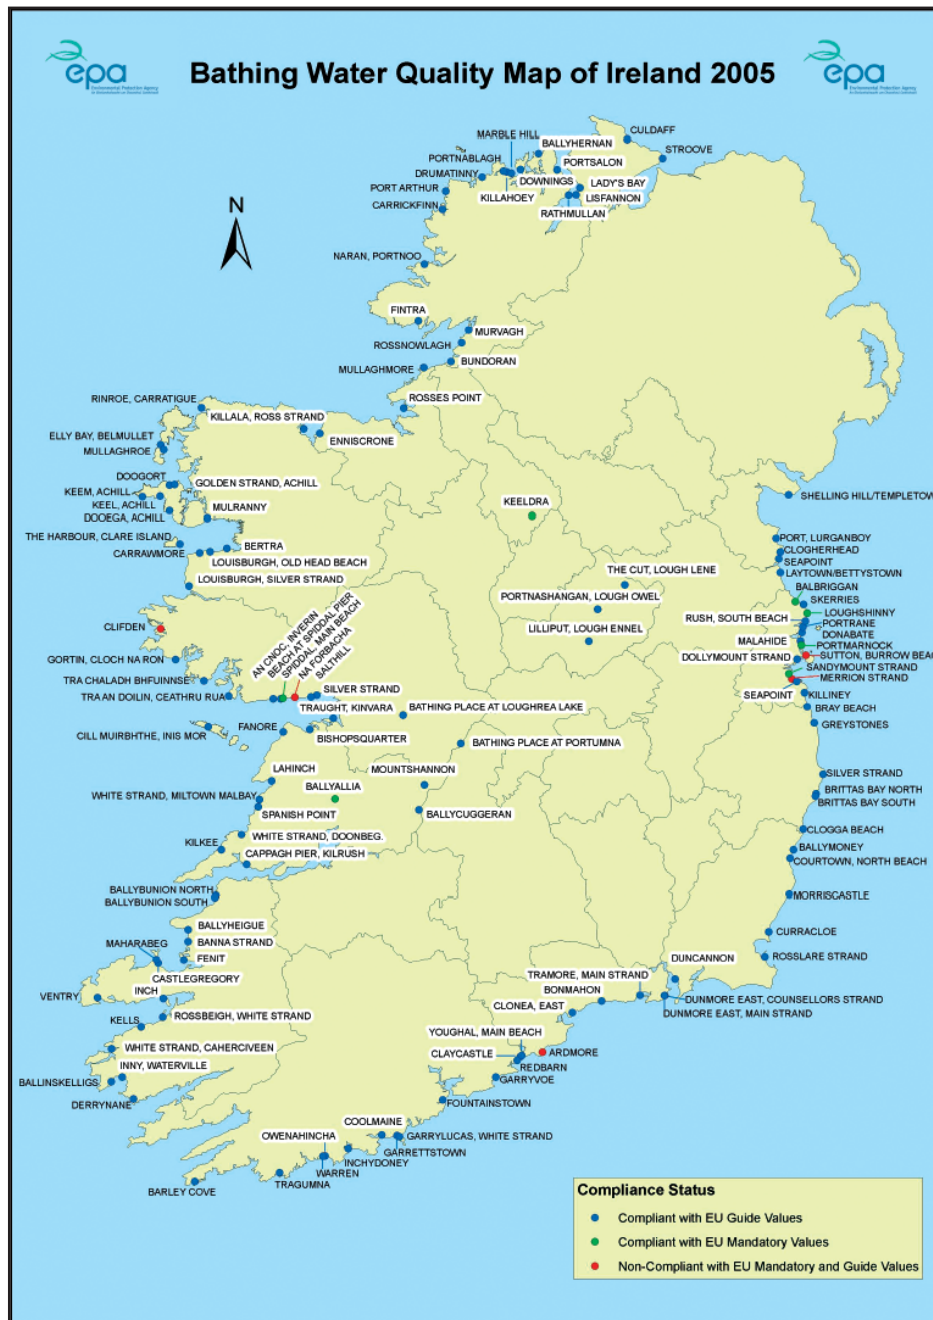 epa
Environmental Protection Agency
Bathing Water Quality Map of Ireland 2005
epa
Environmental Protection Agency
CULDAFF
MARBLE HILL
BALLYHERNAN
STROOVE
PORTNABLAGH
PORTSALON
DRUMATINNY
DOWNINGS
LADY'S BAY
PORT ARTHUR
KILLAHOEY
LISFANNON
CARRICKFINN
RATHMULLAN
N
NARAN, PORTNOO
FINTRA
MURVAGH
ROSSNOWLAGH
BUNDORAN
MULLAGHMORE
RINROE, CARRATIGUE
ROSSES POINT
KILLALA, ROSS STRAND
ELLY BAY, BELMULLET
ENNISCRONE
MULLAGHROE
DOOGORT
GOLDEN STRAND, ACHILL
KEEM, ACHILL
KEEL, ACHILL
MULRANNY
DOOEGA, ACHILL
KEELDRA
SHELLING HILL/TEMPLETOW
THE HARBOUR, CLARE ISLAND
PORT, LURGANBOY
CARRAWMORE
BERTRA
CLOGHERHEAD
LOUISBURGH, OLD HEAD BEACH
SEAPOINT
THE CUT, LOUGH LENE
LAYTOWN/BETTYSTOWN
LOUISBURGH, SILVER STRAND
BALBRIGGAN
PORTNASHANGAN, LOUGH OWEL
SKERRIES
RUSH, SOUTH BEACH
LOUGHSHINNY
CLIFDEN
PORTRANE
LILLIPUT, LOUGH ENNEL
DONABATE
MALAHIDE
PORTMARNOCK
AN CNOC, INVERIN
BEACH AT SPIDDAL PIER
SPIDDAL, MAIN BEACH
NA FORBACHA
SALTHILL
SUTTON, BURROW BEAC
GORTIN, CLOCH NA RON
DOLLYMOUNT STRAND
SANDYMOUNT STRAND
TRA CHALADH BHFUINNSE
MERRION STRAND
TRA AN DOILIN, CEATHRU RUA
SILVER STRAND
SEAPOINT
KILLINEY
TRAUGHT, KINVARA
BRAY BEACH
BATHING PLACE AT LOUGHREA LAKE
FANORE
GREYSTONES
CILL MUIRBHTHE, INIS MOR
BISHOPSQUARTER
BATHING PLACE AT PORTUMNA
LAHINCH
MOUNTSHANNON
SILVER STRAND
BALLYALLIA
BRITTAS BAY NORTH
WHITE STRAND, MILTOWN MALBAY
BRITTAS BAY SOUTH
SPANISH POINT
BALLYCUGGERAN
CLOGGA BEACH
WHITE STRAND, DOONBEG.
KILKEE
BALLYMONEY
CAPPAGH PIER, KILRUSH
COURTOWN, NORTH BEACH
BALLYBUNION NORTH
MORRISCASTLE
BALLYBUNION SOUTH
BALLYHEIGUE
CURRACLOE
MAHARABEG
BANNA STRAND
FENIT
DUNCANNON
ROSSLARE STRAND
CASTLEGREGORY
TRAMORE, MAIN STRAND
INCH
BONMAHON
VENTRY
DUNMORE EAST, COUNSELLORS STRAND
CLONEA, EAST
DUNMORE EAST, MAIN STRAND
ROSSBEIGH, WHITE STRAND
KELLS
YOUGHAL, MAIN BEACH
WHITE STRAND, CAHERCIVEEN
CLAYCASTLE
ARDMORE
INNY, WATERVILLE
REDBARN
BALLINSKELLIGS
GARRYVOE
DERRYNANE
FOUNTAINSTOWN
COOLMAINE
OWENAHINCHA
GARRYLUCAS, WHITE STRAND
GARRETTSTOWN
INCHYDONEY
WARREN
TRAGUMNA
BARLEY COVE
Compliance Status
Compliant with EU Guide Values
Compliant with EU Mandatory Values
Non-Compliant with EU Mandatory and Guide Values